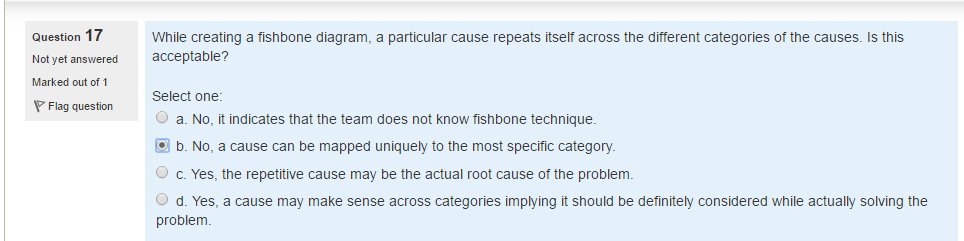 Question 17
Not yet answered
Marked out of 1
Flag question
While creating a fishbone diagram, a particular cause repeats itself across the different categories of the causes. Is this
acceptable?
Select one:
a. No, it indicates that the team does not know fishbone technique.
b. No, a cause can be mapped uniquely to the most specific category.
c. Yes, the repetitive cause may be the actual root cause of the problem.
d. Yes, a cause may make sense across categories implying it should be definitely considered while actually solving the
problem.